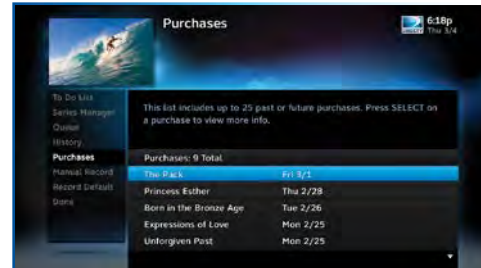 Purchases
6:18p
Thu 3/4
To Do List
Series Manager
Queue
History
Purchases
Manual Record
Record Default
Done
This list includes up to 25 past or future purchases. Press SELECT on
a purchase to view more info.
Purchases: 9 Total
The Pack Fri 3/1
Princess Esther Thu 2/28
Born in the Bronze Age Tue 2/26
Expressions of Love Mon 2/25
Unforgiven Past Mon 2/25